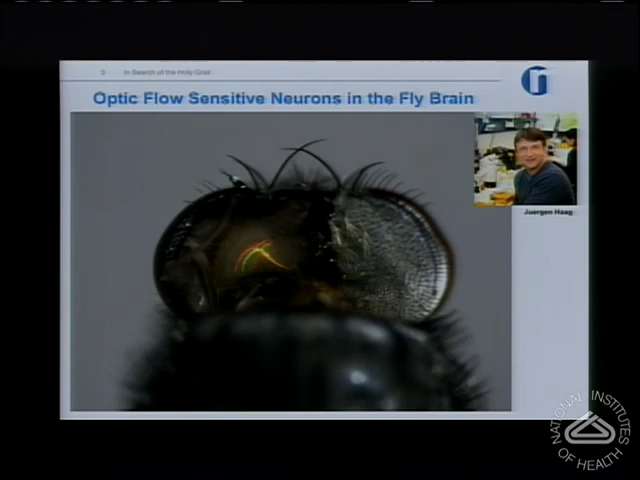 3 In Search of the Holy Grail
Optic Flow Sensitive Neurons in the Fly Brain
Juergen Haag
NATIONAL INSTITUTES
OF HEALTH